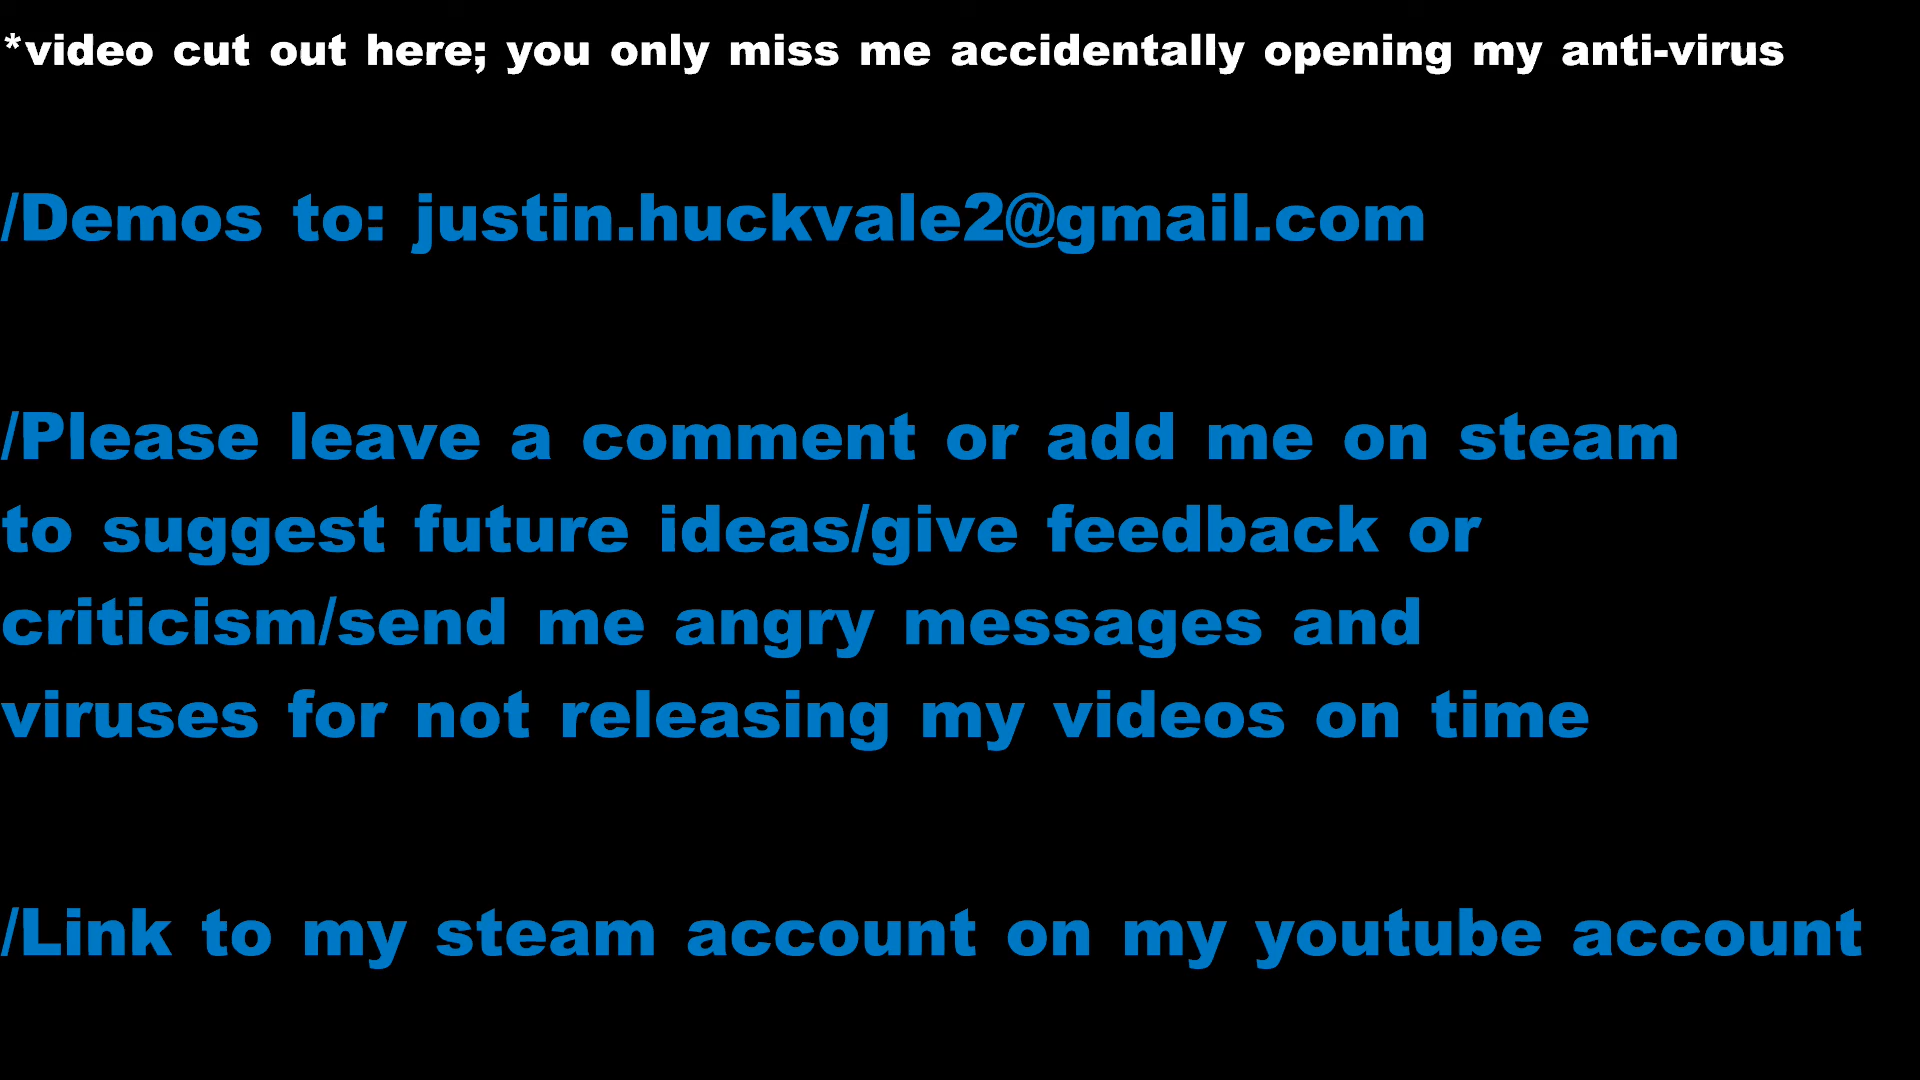 *video cut out here; you only miss me accidentally opening my anti-virus
/Demos to: justin.huckvale2@gmail.com
/Please leave a comment or add me on steam
to suggest future ideas/give feedback or
criticism/send me angry messages and
viruses for not releasing my videos on time
/Link to my steam account on my youtube account